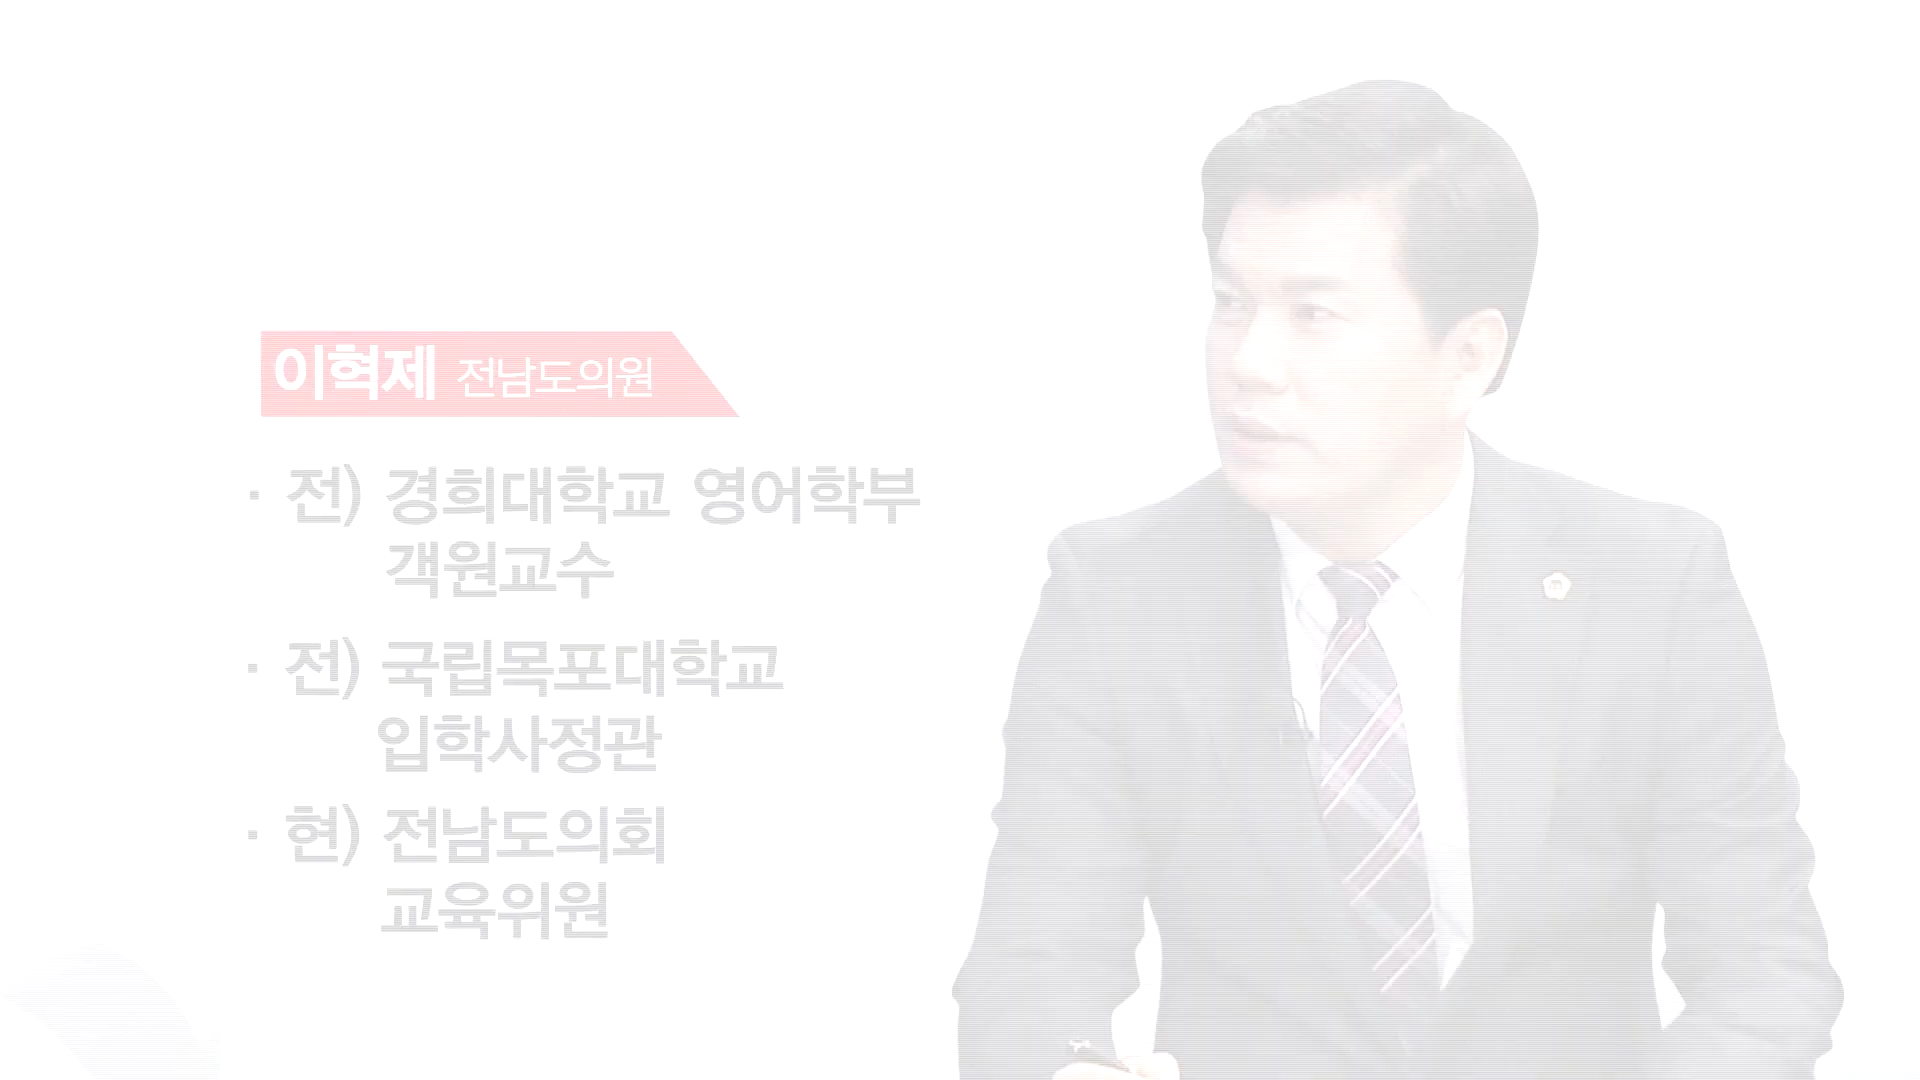 이혁제 전남도의원
· 전) 경희대학교 영어학부
객원교수
· 전) 국립목포대학교
입학사정관
· 현) 전남도의회
교육위원